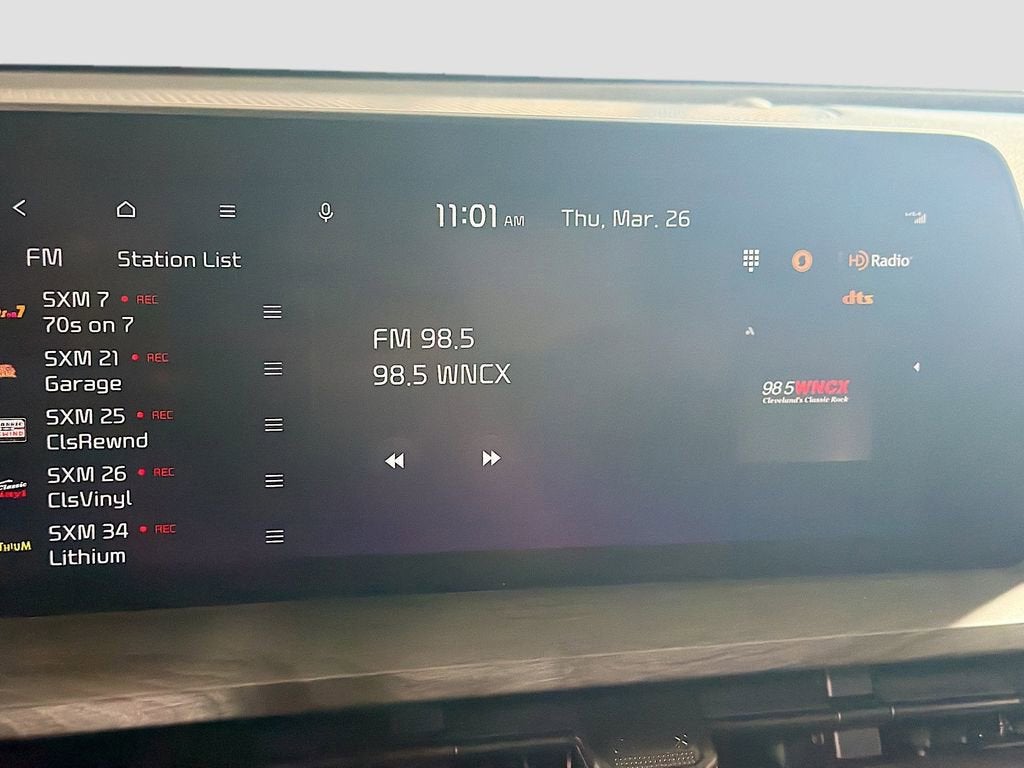 11:01 AM Thu, Mar. 26
FM Station List
HD Radio
dts
SXM 7 REC
70s on 7
SXM 21 REC
Garage
SXM 25 REC
ClsRewnd
SXM 26 REC
ClsVinyl
SXM 34 REC
Lithium
FM 98.5
98.5 WNCX
98.5 WNCX
Cleveland's Classic Rock